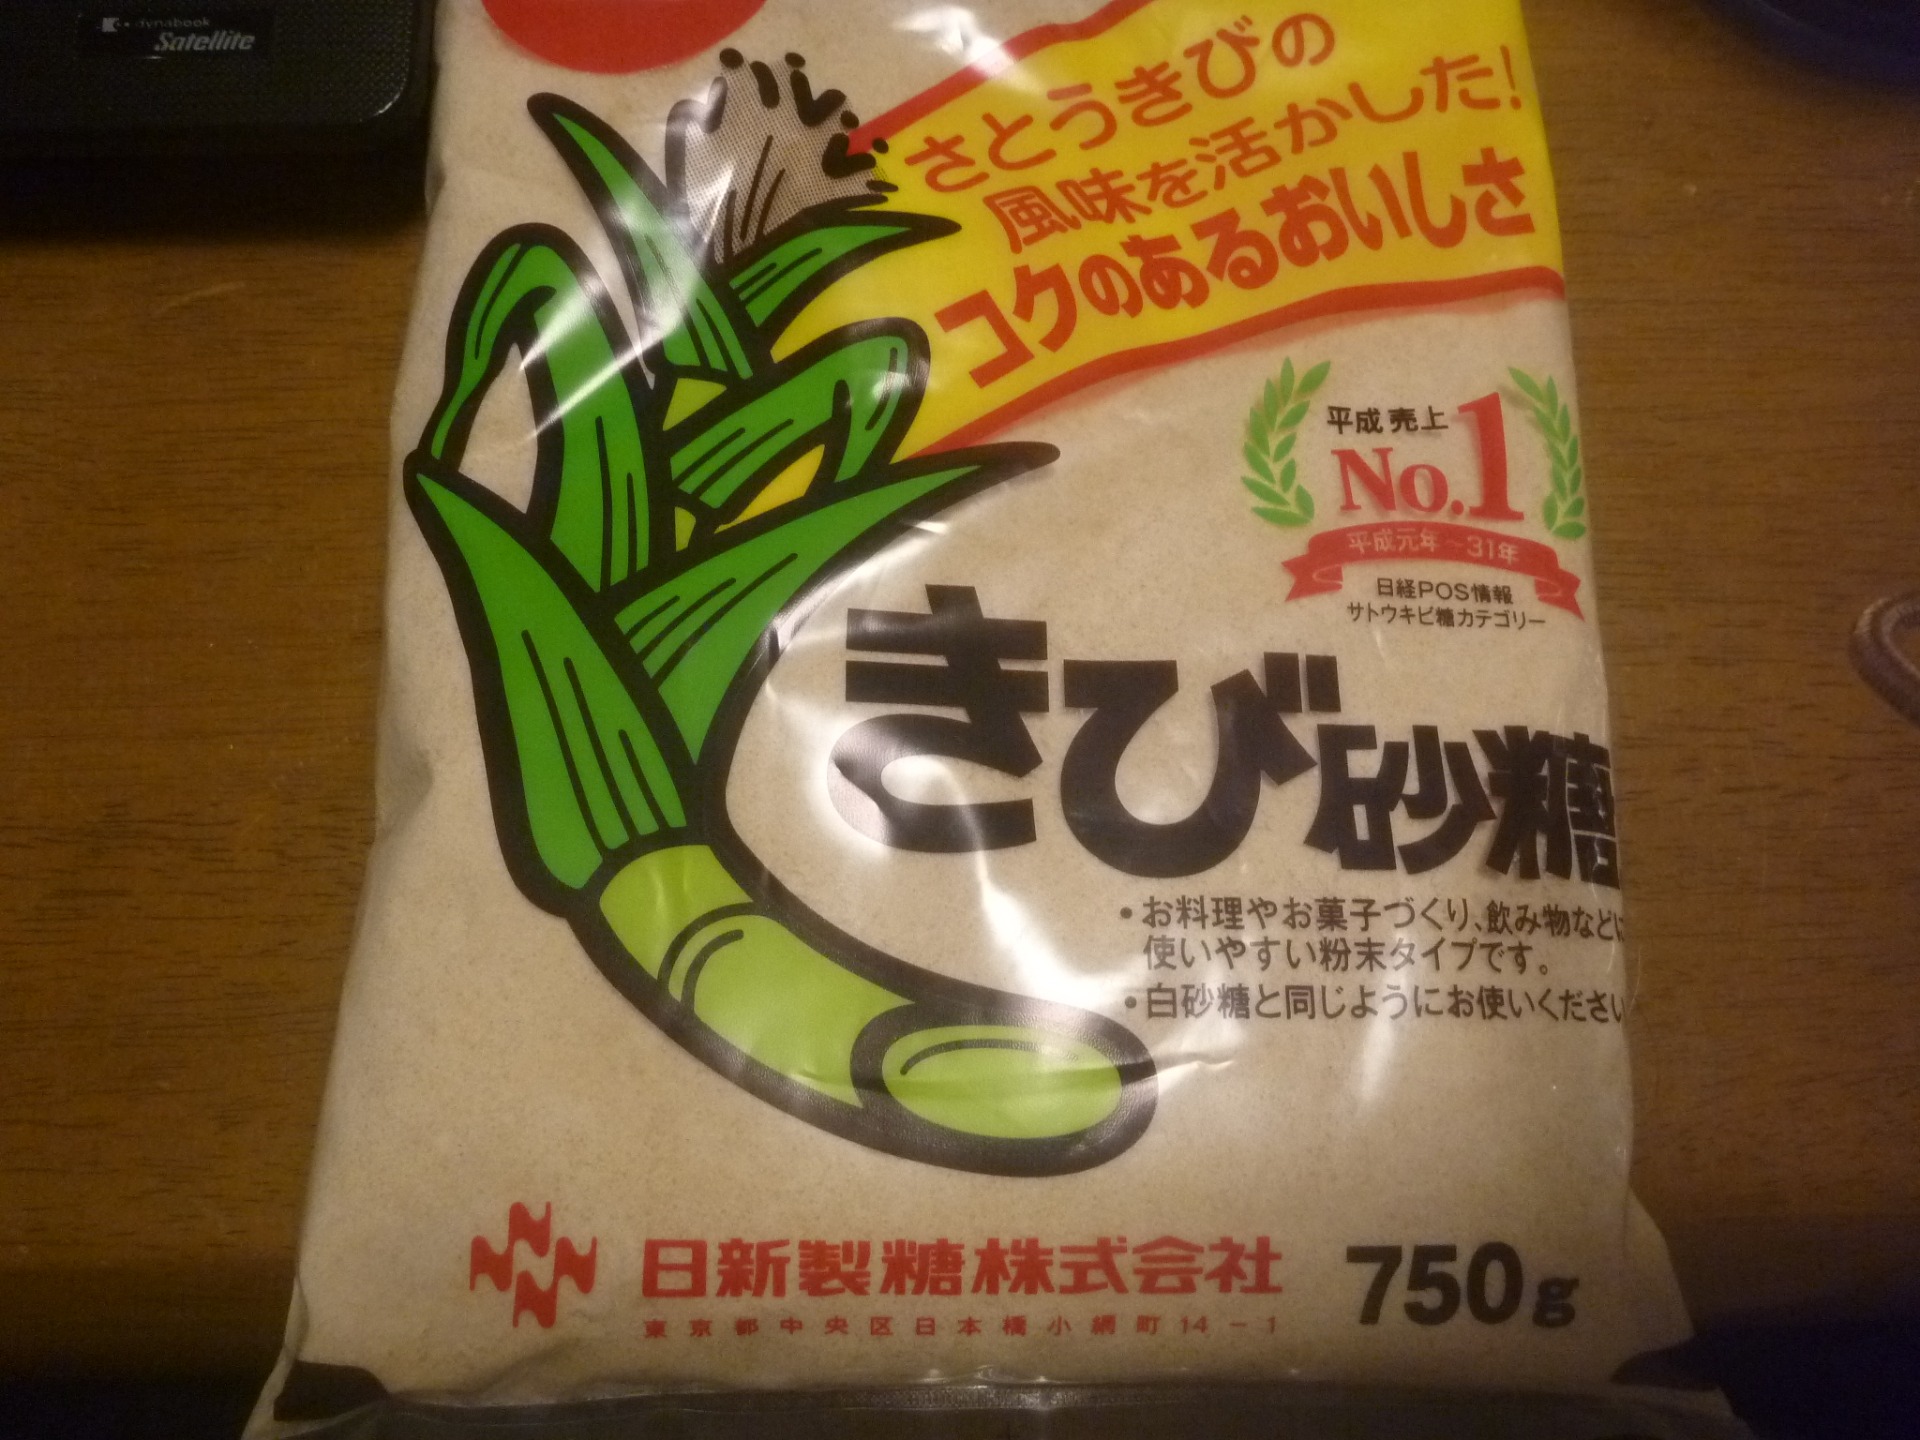 dynabook
Satellite
さとうきびの
風味を活かした!
コクのあるおいしさ
平成 売上
No.1
平成元年~31年
日経POS情報
サトウキビ糖カテゴリー
きび砂糖
・お料理やお菓子づくり、飲み物などに
使いやすい粉末タイプです。
・白砂糖と同じようにお使いください
日新製糖株式会社
東京都中央区日本橋小網町14-1
750g